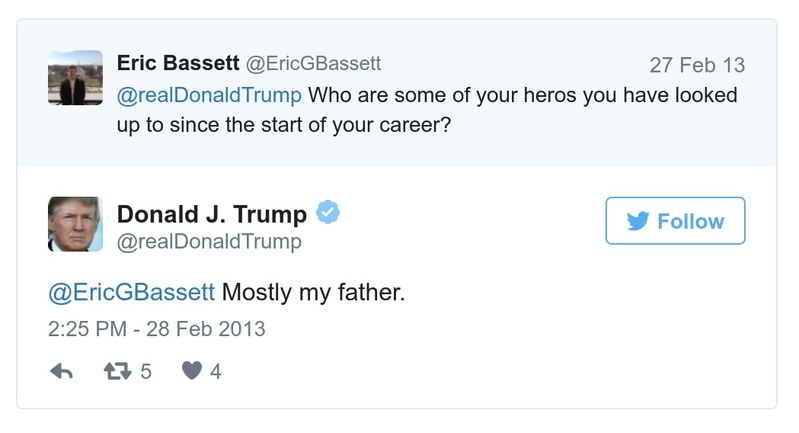 Eric Bassett @EricGBassett 27 Feb 13
@realDonaldTrump Who are some of your heros you have looked
up to since the start of your career?
Donald J. Trump
@realDonaldTrump
Follow
@EricGBassett Mostly my father.
2:25 PM - 28 Feb 2013
5 4